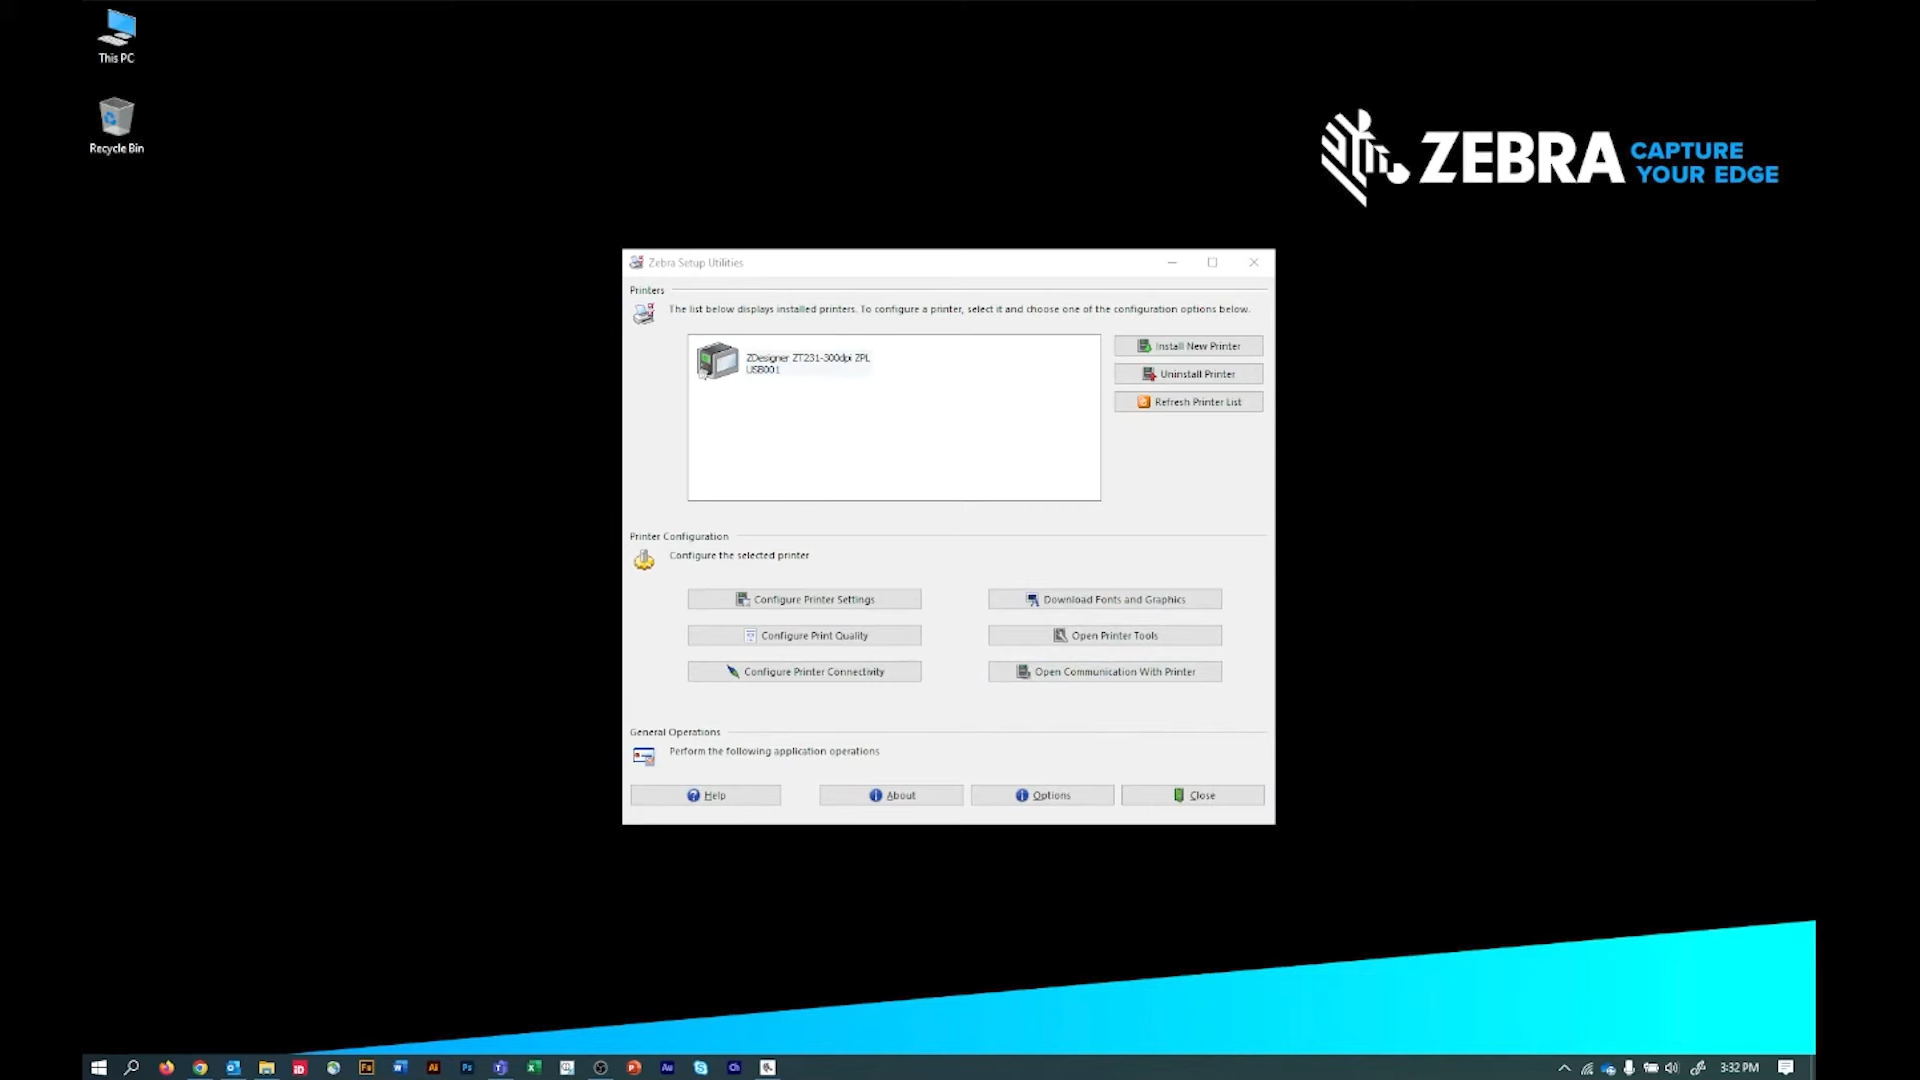 This PC
Recycle Bin
ZEBRA CAPTURE
YOUR EDGE
Zebra Setup Utilities
Printers
The list below displays installed printers. To configure a printer, select it and choose one of the configuration options below.
ZDesigner ZT231-300dpi ZPL
USB001
Install New Printer
Uninstall Printer
Refresh Printer List
Printer Configuration
Configure the selected printer
Configure Printer Settings
Download Fonts and Graphics
Configure Print Quality
Open Printer Tools
Configure Printer Connectivity
Open Communication With Printer
General Operations
Perform the following application operations
Help
About
Options
Close
3:32 PM